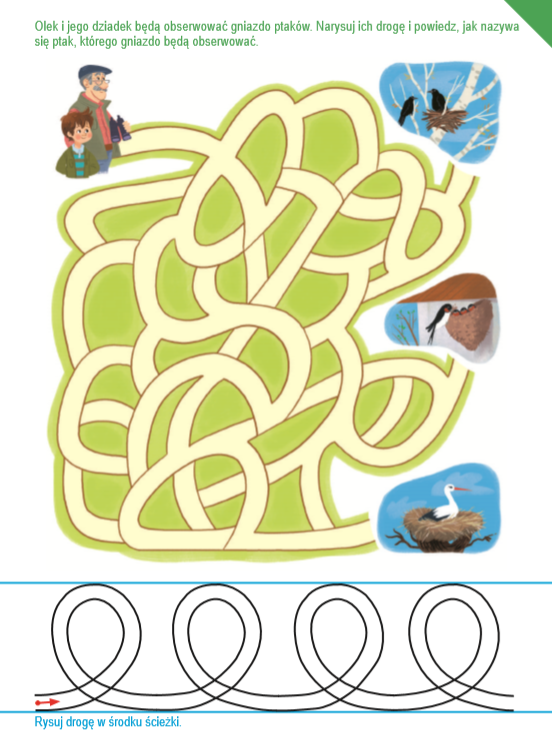 Olek i jego dziadek będą obserwować gniazdo ptaków. Narysuj ich drogę i powiedz, jak nazywa
się ptak, którego gniazdo będą obserwować.
Rysuj drogę w środku ścieżki.